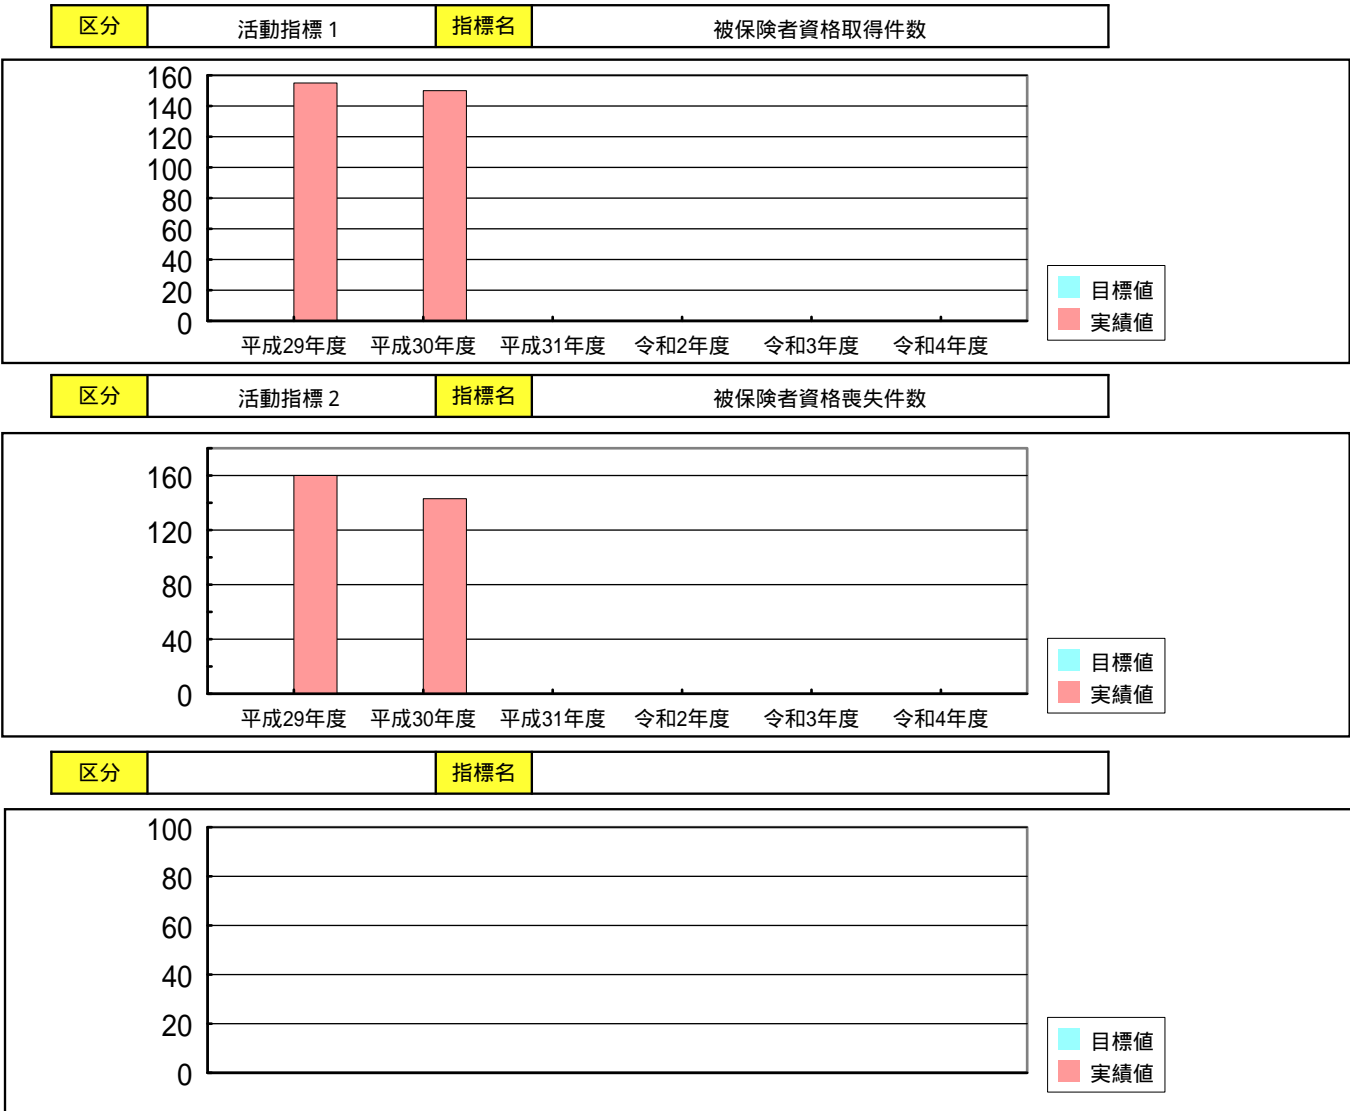 区分 活動指標1 指標名 被保険者資格取得件数
160
140
120
100
80
60
40
20
0
平成29年度 平成30年度 平成31年度 令和2年度 令和3年度 令和4年度
目標値
実績値
区分 活動指標2 指標名 被保険者資格喪失件数
160
120
80
40
0
平成29年度 平成30年度 平成31年度 令和2年度 令和3年度 令和4年度
目標値
実績値
区分 指標名
100
80
60
40
20
0
目標値
実績値